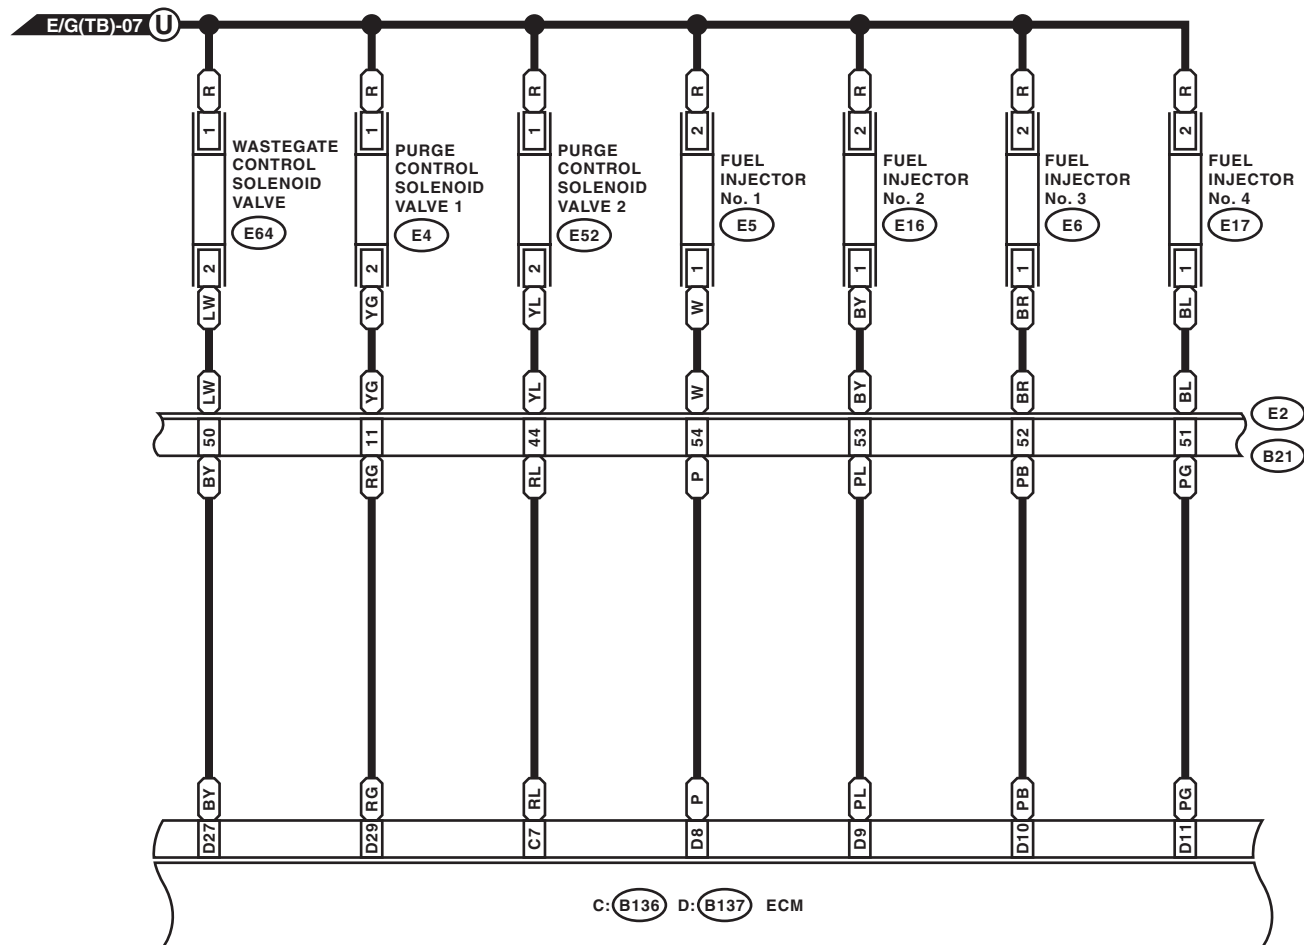 E/G(TB)-07 U
R R R R R R R
1 1 1 2 2 2 2
WASTEGATE
CONTROL
SOLENOID
VALVE
E64
PURGE
CONTROL
SOLENOID
VALVE 1
E4
PURGE
CONTROL
SOLENOID
VALVE 2
E52
FUEL
INJECTOR
No. 1
E5
FUEL
INJECTOR
No. 2
E16
FUEL
INJECTOR
No. 3
E6
FUEL
INJECTOR
No. 4
E17
2 2 2 1 1 1 1
LW YG YL W BY BR BL
LW YG YL W BY BR BL
E2
50 11 44 54 53 52 51
B21
BY RG RL P PL PB PG
BY RG RL P PL PB PG
D27 D29 C7 D8 D9 D10 D11
C: B136 D: B137 ECM